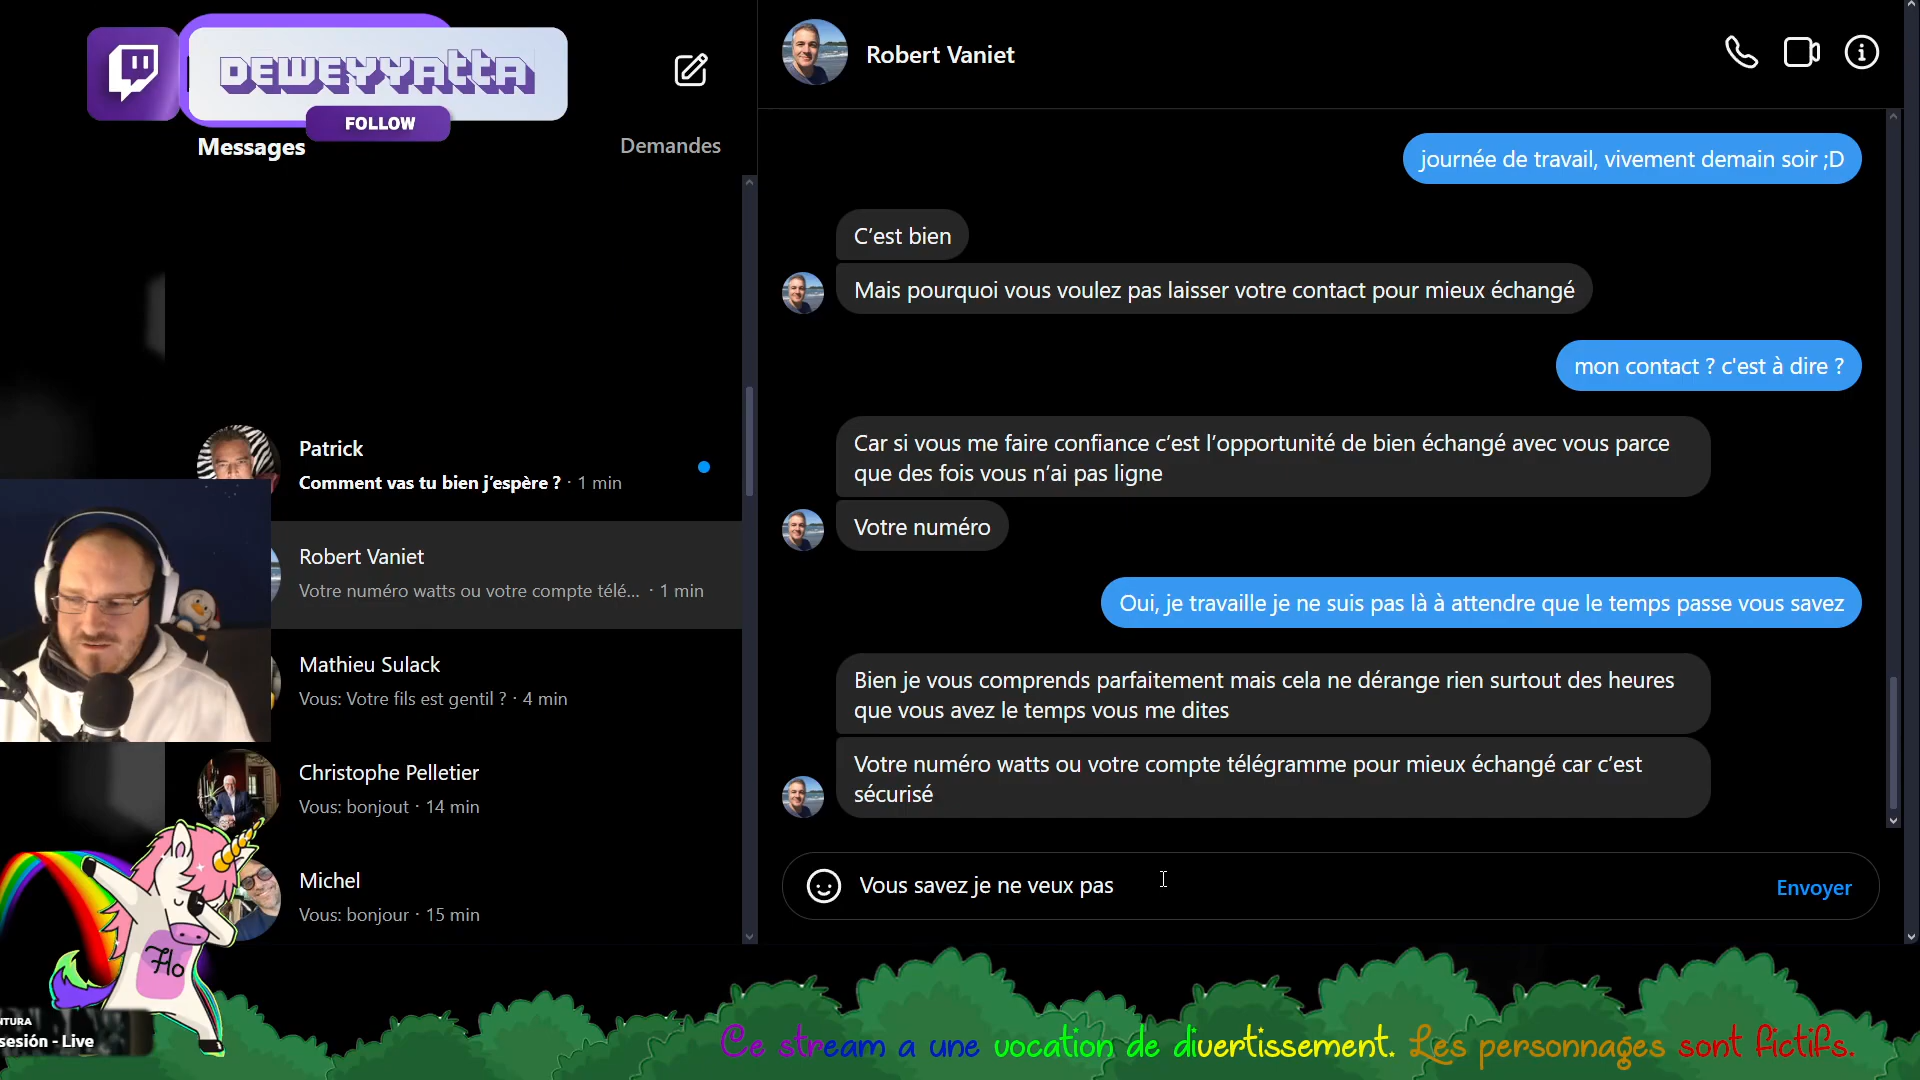 DEWEYYATTA
FOLLOW
Messages
Demandes
Patrick
Comment vas tu bien j’espère ? · 1 min
Robert Vaniet
Votre numéro watts ou votre compte télé... · 1 min
Mathieu Sulack
Vous: Votre fils est gentil ? · 4 min
Christophe Pelletier
Vous: bonjout · 14 min
Michel
Vous: bonjour · 15 min
Flo
NTURA
sesión - Live
Robert Vaniet
journée de travail, vivement demain soir ;D
C’est bien
Mais pourquoi vous voulez pas laisser votre contact pour mieux échangé
mon contact ? c'est à dire ?
Car si vous me faire confiance c’est l’opportunité de bien échangé avec vous parce
que des fois vous n’ai pas ligne
Votre numéro
Oui, je travaille je ne suis pas là à attendre que le temps passe vous savez
Bien je vous comprends parfaitement mais cela ne dérange rien surtout des heures
que vous avez le temps vous me dites
Votre numéro watts ou votre compte télégramme pour mieux échangé car c’est
sécurisé
Vous savez je ne veux pas
Envoyer
Ce stream a une vocation de divertissement. Les personnages sont fictifs.